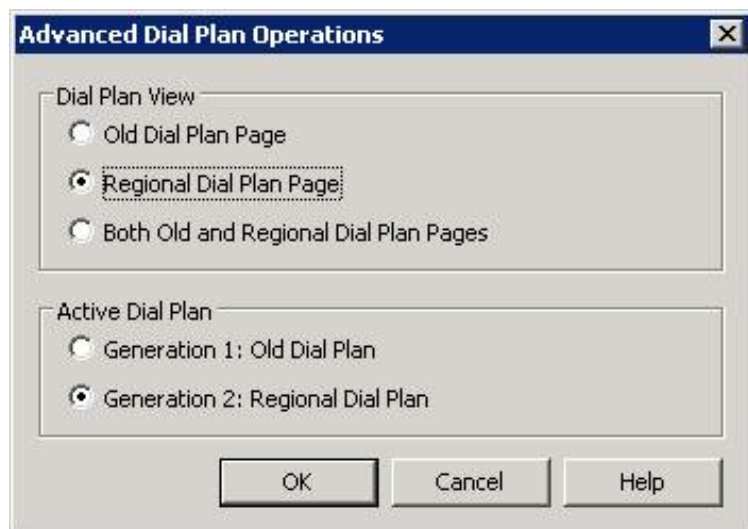 Advanced Dial Plan Operations
Dial Plan View
Old Dial Plan Page
Regional Dial Plan Page
Both Old and Regional Dial Plan Pages
Active Dial Plan
Generation 1: Old Dial Plan
Generation 2: Regional Dial Plan
OK Cancel Help